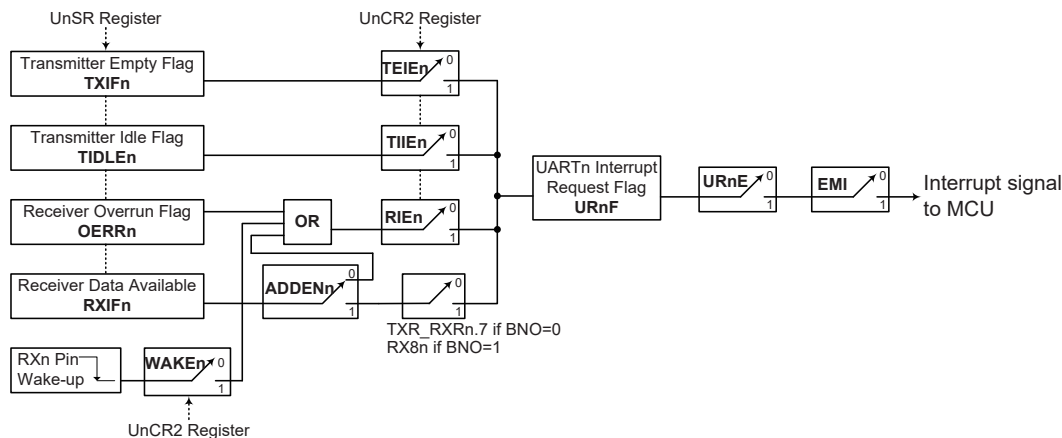 UnSR Register
UnCR2 Register
Transmitter Empty Flag
TXIFn
TEIEn
0
1
Transmitter Idle Flag
TIDLEn
TIIEn
0
1
Receiver Overrun Flag
OERRn
OR
RIEn
0
1
UARTn Interrupt
Request Flag
URnF
URnE
0
1
EMI
0
1
Interrupt signal
to MCU
Receiver Data Available
RXIFn
ADDENn
0
1
0
1
TXR_RXRn.7 if BNO=0
RX8n if BNO=1
RXn Pin
Wake-up
WAKEn
0
1
UnCR2 Register